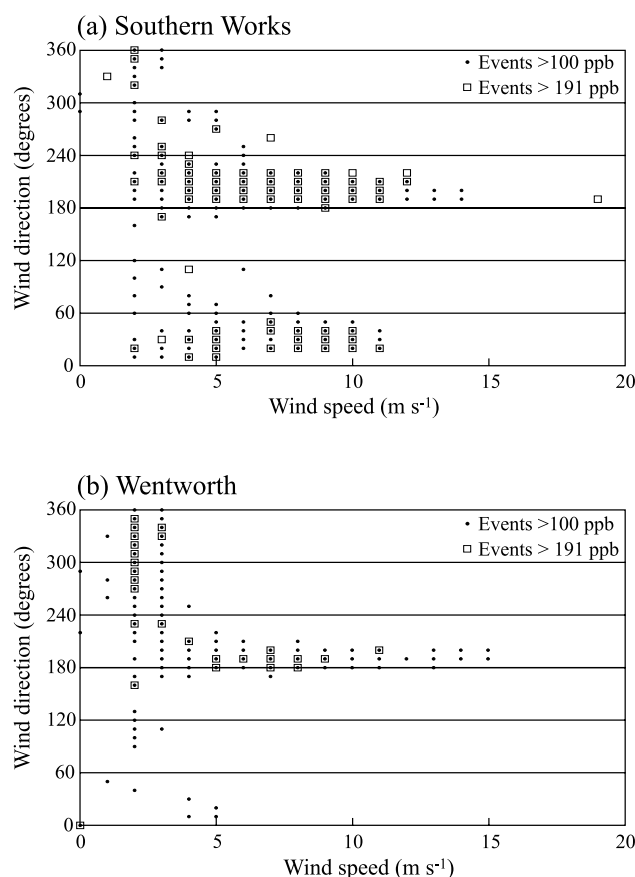 (a) Southern Works
360
300
240
180
120
60
0
Wind direction (degrees)
Events >100 ppb
Events > 191 ppb
0 5 10 15 20
Wind speed (m s-1)
(b) Wentworth
360
300
240
180
120
60
0
Wind direction (degrees)
Events >100 ppb
Events > 191 ppb
0 5 10 15 20
Wind speed (m s-1)